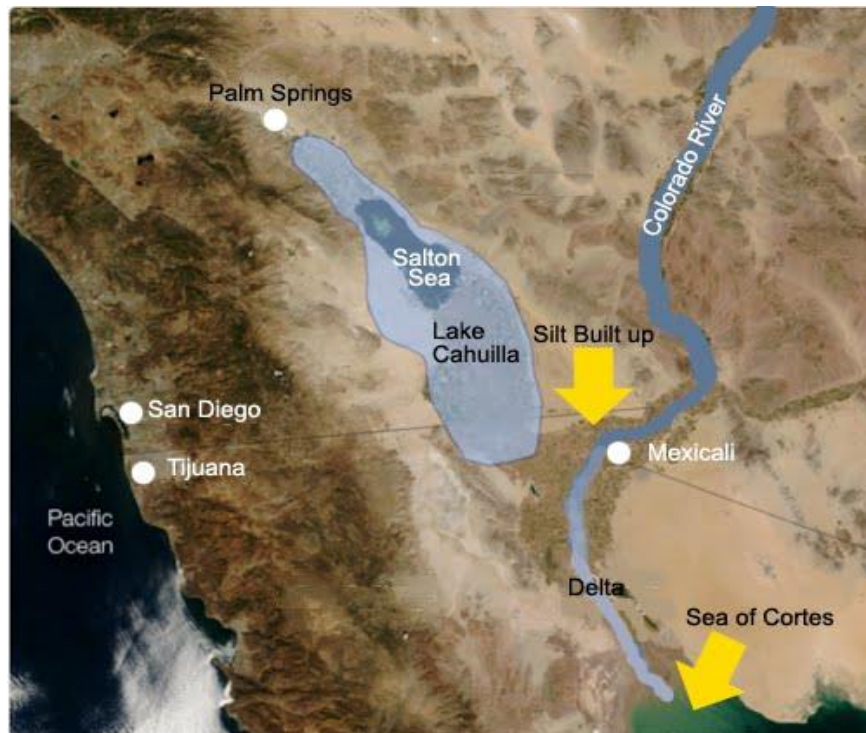 Palm Springs
Colorado River
Salton
Sea
Lake
Cahuilla
Silt Built up
San Diego
Mexicali
Tijuana
Pacific
Ocean
Delta
Sea of Cortes